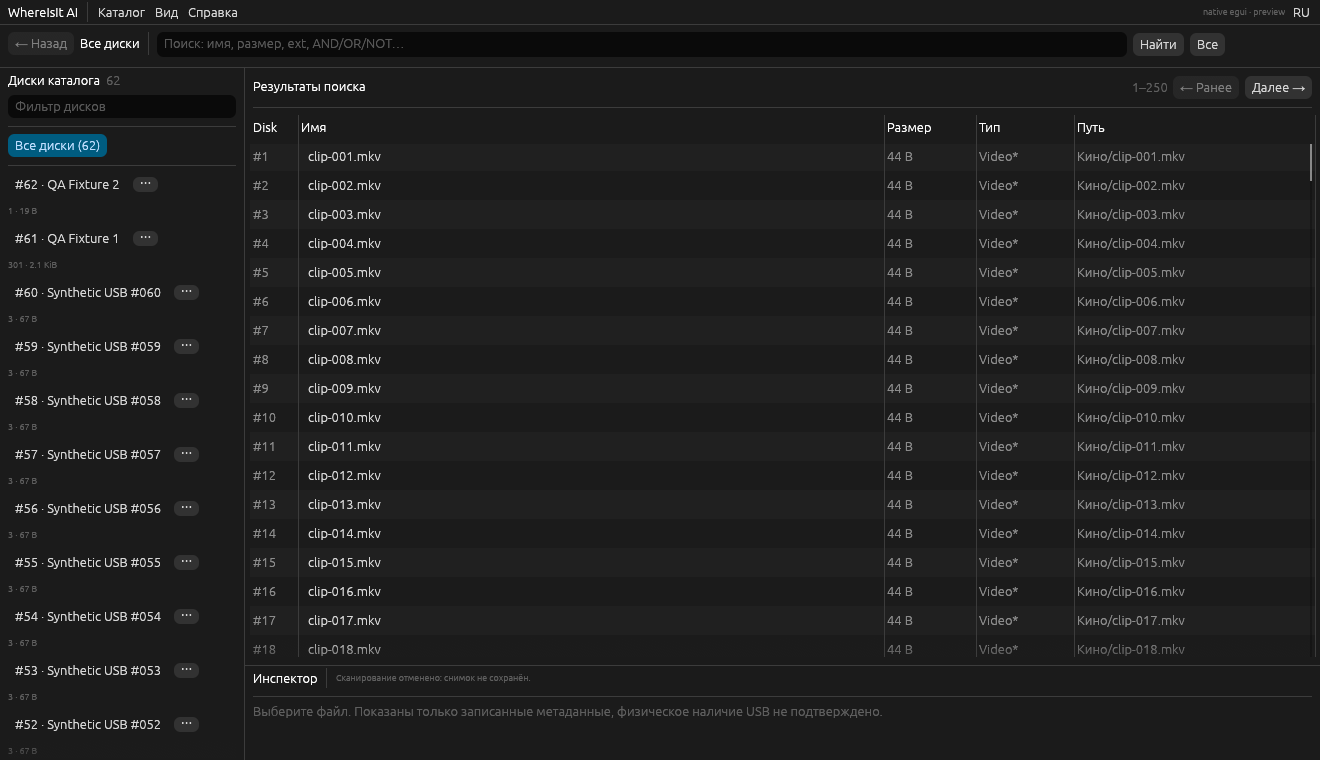 WhereIsIt AI Каталог Вид Справка native egui · preview RU
← Назад Все диски Поиск: имя, размер, ext, AND/OR/NOT… Найти Все
Диски каталога 62
Фильтр дисков
Все диски (62)
#62 · QA Fixture 2 ···
1 · 19 B
#61 · QA Fixture 1 ···
301 · 2.1 KiB
#60 · Synthetic USB #060 ···
3 · 67 B
#59 · Synthetic USB #059 ···
3 · 67 B
#58 · Synthetic USB #058 ···
3 · 67 B
#57 · Synthetic USB #057 ···
3 · 67 B
#56 · Synthetic USB #056 ···
3 · 67 B
#55 · Synthetic USB #055 ···
3 · 67 B
#54 · Synthetic USB #054 ···
3 · 67 B
#53 · Synthetic USB #053 ···
3 · 67 B
#52 · Synthetic USB #052 ···
3 · 67 B
Результаты поиска 1–250 ← Ранее Далее →
Disk Имя Размер Тип Путь
#1 clip-001.mkv 44 B Video* Кино/clip-001.mkv
#2 clip-002.mkv 44 B Video* Кино/clip-002.mkv
#3 clip-003.mkv 44 B Video* Кино/clip-003.mkv
#4 clip-004.mkv 44 B Video* Кино/clip-004.mkv
#5 clip-005.mkv 44 B Video* Кино/clip-005.mkv
#6 clip-006.mkv 44 B Video* Кино/clip-006.mkv
#7 clip-007.mkv 44 B Video* Кино/clip-007.mkv
#8 clip-008.mkv 44 B Video* Кино/clip-008.mkv
#9 clip-009.mkv 44 B Video* Кино/clip-009.mkv
#10 clip-010.mkv 44 B Video* Кино/clip-010.mkv
#11 clip-011.mkv 44 B Video* Кино/clip-011.mkv
#12 clip-012.mkv 44 B Video* Кино/clip-012.mkv
#13 clip-013.mkv 44 B Video* Кино/clip-013.mkv
#14 clip-014.mkv 44 B Video* Кино/clip-014.mkv
#15 clip-015.mkv 44 B Video* Кино/clip-015.mkv
#16 clip-016.mkv 44 B Video* Кино/clip-016.mkv
#17 clip-017.mkv 44 B Video* Кино/clip-017.mkv
#18 clip-018.mkv 44 B Video* Кино/clip-018.mkv
Инспектор Сканирование отменено: снимок не сохранён.
Выберите файл. Показаны только записанные метаданные, физическое наличие USB не подтверждено.